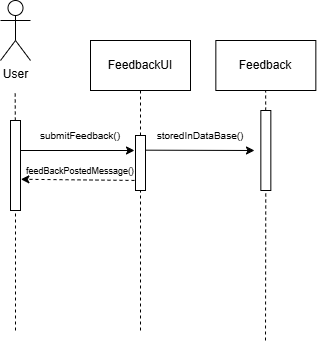 User
FeedbackUI
Feedback
submitFeedback()
storedInDataBase()
feedBackPostedMessage()